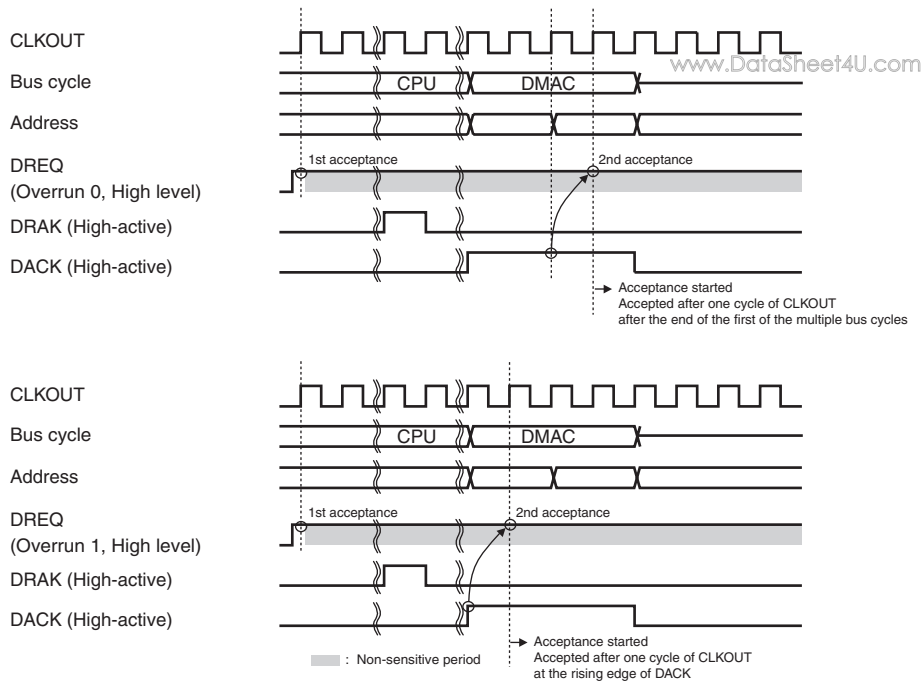 CLKOUT
www.DataSheet4U.com
Bus cycle
CPU
DMAC
Address
DREQ
(Overrun 0, High level)
1st acceptance
2nd acceptance
DRAK (High-active)
DACK (High-active)
Acceptance started
Accepted after one cycle of CLKOUT
after the end of the first of the multiple bus cycles
CLKOUT
Bus cycle
CPU
DMAC
Address
DREQ
(Overrun 1, High level)
1st acceptance
2nd acceptance
DRAK (High-active)
DACK (High-active)
: Non-sensitive period
Acceptance started
Accepted after one cycle of CLKOUT
at the rising edge of DACK